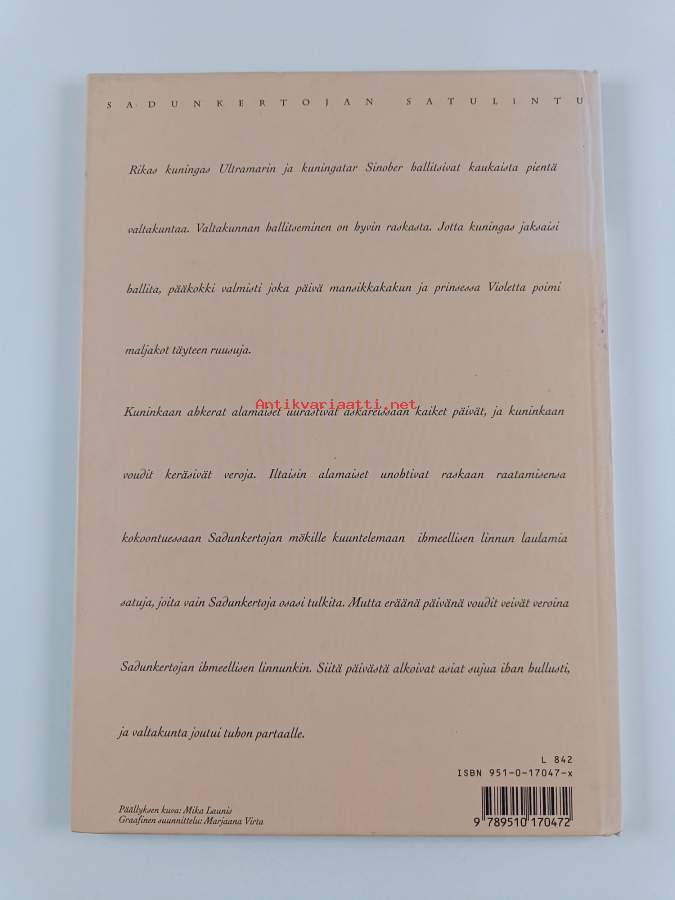 SADUNKERTOJAN SATULINTU
Rikas kuningas Ultramarin ja kuningatar Sinober hallitsivat kaukaista pientä
valtakuntaa. Valtakunnan hallitseminen on hyvin raskasta. Jotta kuningas jaksaisi
hallita, pääkokki valmisti joka päivä mansikkakakun ja prinsessa Violetta poimi
maljakot täyteen ruusuja.
Antikvariaatti.net
Kuninkaan ahkerat alamaiset uurastivat askareissaan kaiket päivät, ja kuninkaan
voudit keräsivät veroja. Iltaisin alamaiset unohtivat raskaan raatamisensa
kokoontuessaan Sadunkertojan mökille kuuntelemaan ihmeellisen linnun laulamia
satuja, joita vain Sadunkertoja osasi tulkita. Mutta eräänä päivänä voudit veivät veroina
Sadunkertojan ihmeellisen linnunkin. Siitä päivästä alkoivat asiat sujua ihan hullusti,
ja valtakunta joutui tuhon partaalle.
L 842
ISBN 951-0-17047-x
Päällyksen kuva: Mika Launis
Graafinen suunnittelu: Marjaana Virta
9 789510 170472